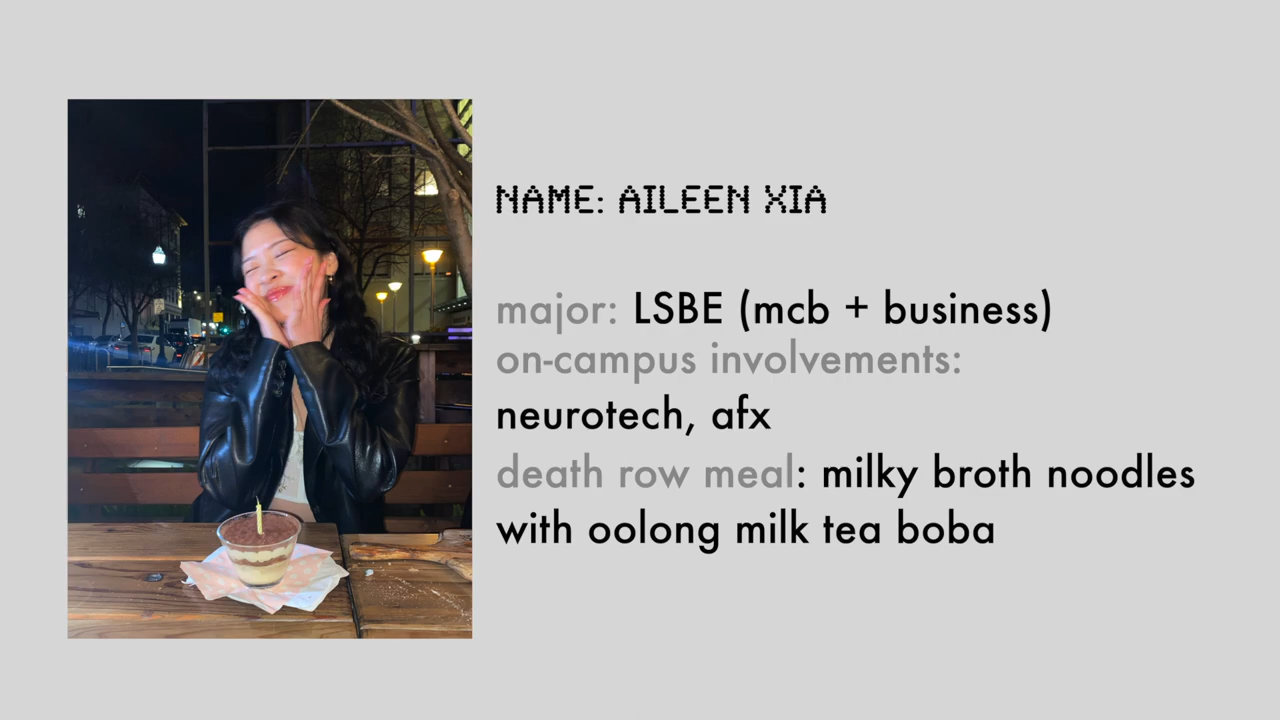 NAME: AILEEN XIA
major: LSBE (mcb + business)
on-campus involvements:
neurotech, afx
death row meal: milky broth noodles
with oolong milk tea boba